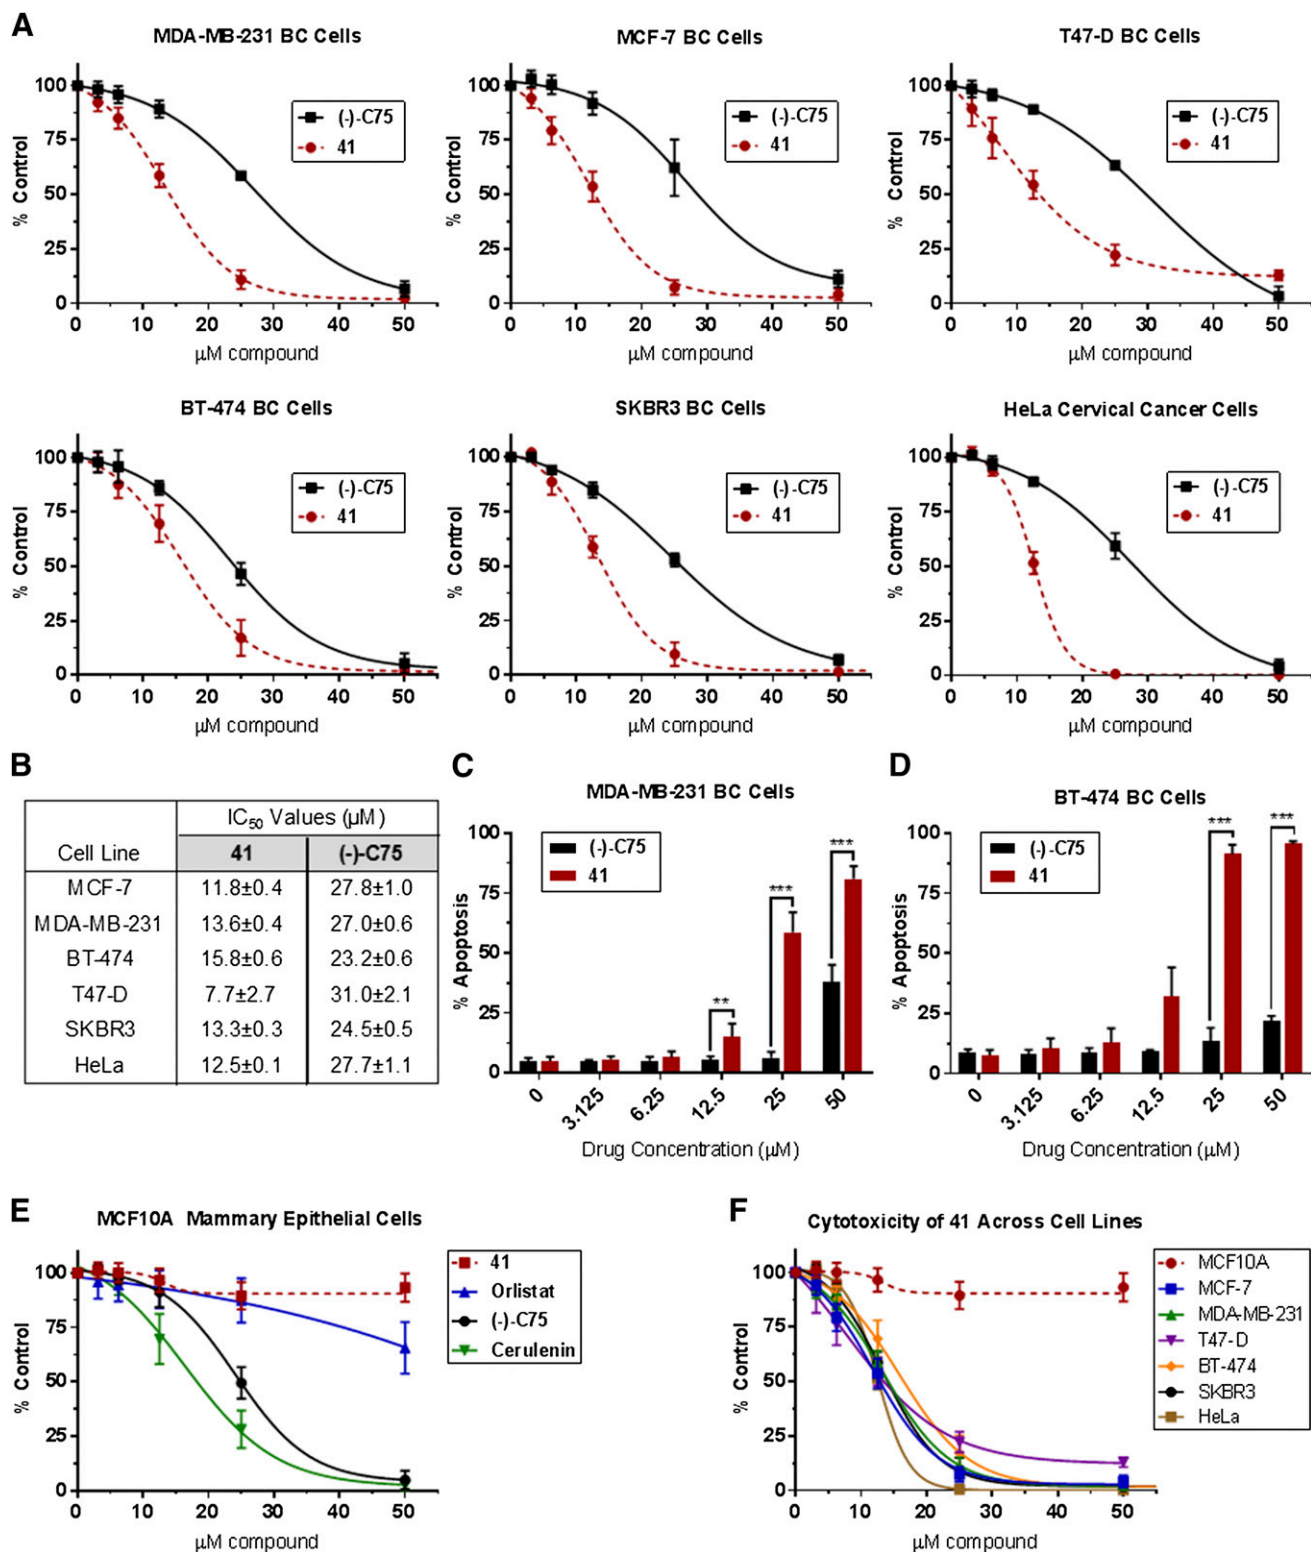 A
MDA-MB-231 BC Cells
100
75
50
25
0
% Control
(-)-C75
41
0 10 20 30 40 50
µM compound
MCF-7 BC Cells
100
75
50
25
0
% Control
(-)-C75
41
0 10 20 30 40 50
µM compound
T47-D BC Cells
100
75
50
25
0
% Control
(-)-C75
41
0 10 20 30 40 50
µM compound
BT-474 BC Cells
100
75
50
25
0
% Control
(-)-C75
41
0 10 20 30 40 50
µM compound
SKBR3 BC Cells
100
75
50
25
0
% Control
(-)-C75
41
0 10 20 30 40 50
µM compound
HeLa Cervical Cancer Cells
100
75
50
25
0
% Control
(-)-C75
41
0 10 20 30 40 50
µM compound
B
IC50 Values (µM)
Cell Line 41 (-)-C75
MCF-7 11.8±0.4 27.8±1.0
MDA-MB-231 13.6±0.4 27.0±0.6
BT-474 15.8±0.6 23.2±0.6
T47-D 7.7±2.7 31.0±2.1
SKBR3 13.3±0.3 24.5±0.5
HeLa 12.5±0.1 27.7±1.1
C
MDA-MB-231 BC Cells
100
75
50
25
0
% Apoptosis
(-)-C75
41
**
***
***
0 3.125 6.25 12.5 25 50
Drug Concentration (µM)
D
BT-474 BC Cells
100
75
50
25
0
% Apoptosis
(-)-C75
41
***
***
0 3.125 6.25 12.5 25 50
Drug Concentration (µM)
E
MCF10A Mammary Epithelial Cells
100
75
50
25
0
% Control
41
Orlistat
(-)-C75
Cerulenin
0 10 20 30 40 50
µM compound
F
Cytotoxicity of 41 Across Cell Lines
100
75
50
25
0
% Control
MCF10A
MCF-7
MDA-MB-231
T47-D
BT-474
SKBR3
HeLa
0 10 20 30 40 50
µM compound